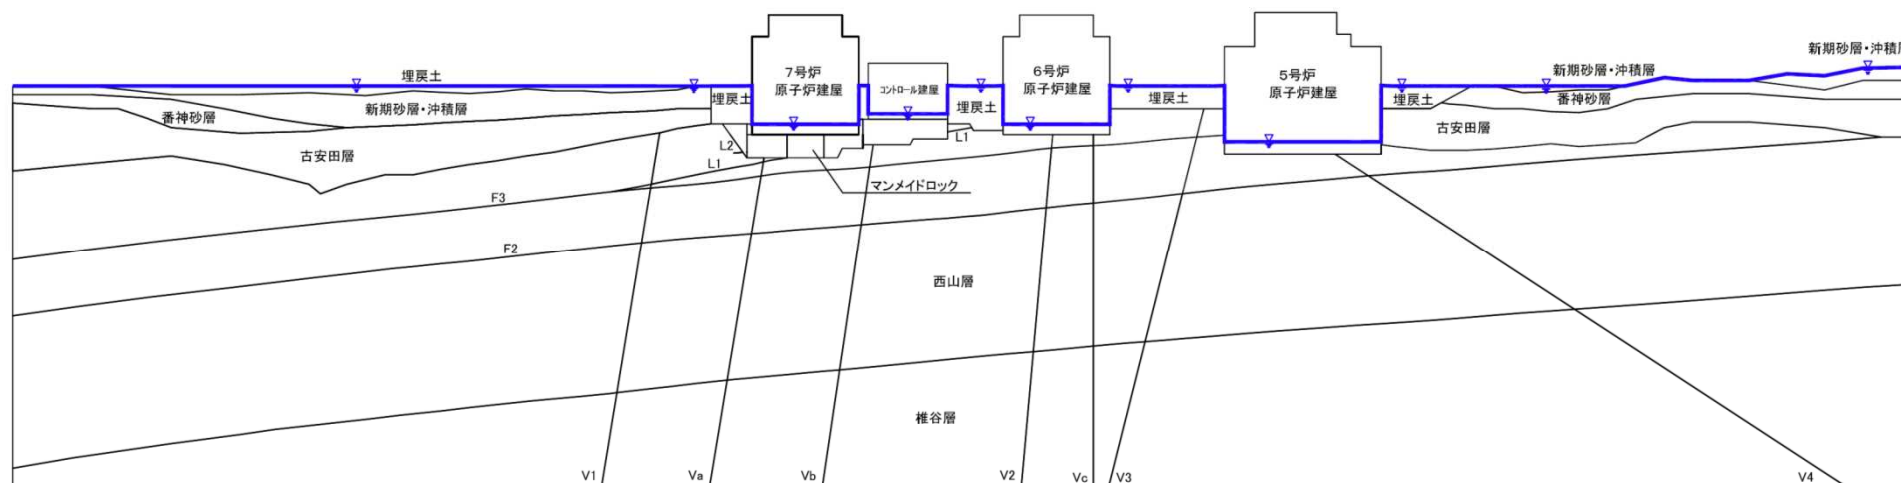 新期砂層・沖積層
埋戻土
7号炉
原子炉建屋
コントロール建屋
6号炉
原子炉建屋
5号炉
原子炉建屋
新期砂層・沖積層
埋戻土
埋戻土
埋戻土
埋戻土
番神砂層
新期砂層・沖積層
番神砂層
古安田層
L1
古安田層
L2
L1
マンメイドロック
F3
F2
西山層
椎谷層
V1
Va
Vb
V2
Vc
V3
V4